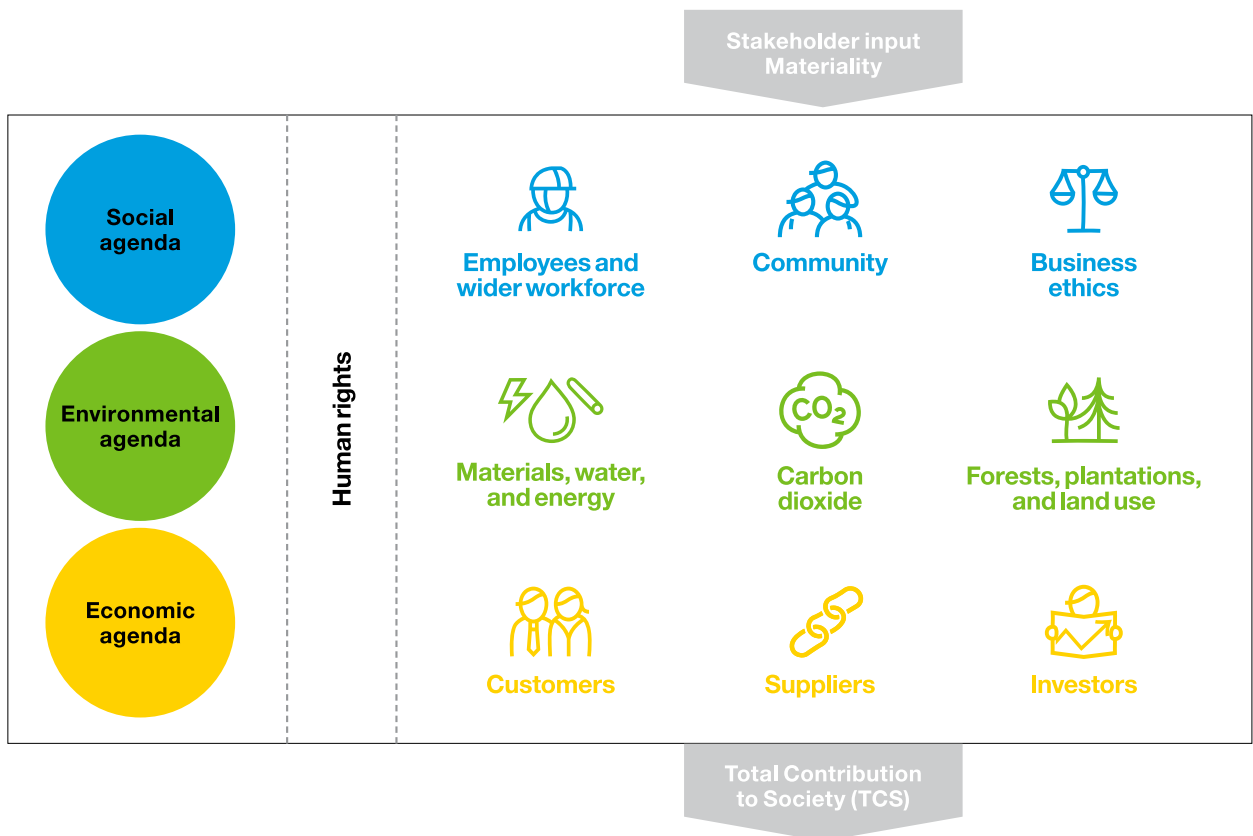 Stakeholder input
Materiality
Social
agenda
Employees and
wider workforce
Community
Business
ethics
Human rights
Environmental
agenda
Materials, water,
and energy
CO₂
Carbon
dioxide
Forests, plantations,
and land use
Economic
agenda
Customers
Suppliers
Investors
Total Contribution
to Society (TCS)